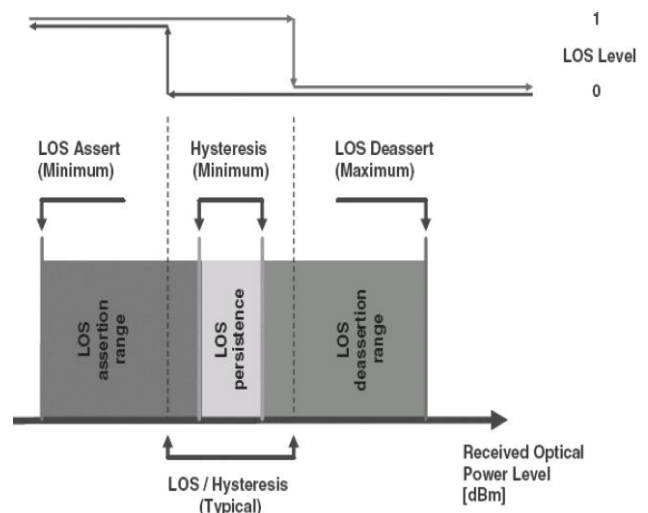 1
LOS Level
0
LOS Assert
(Minimum)
Hysteresis
(Minimum)
LOS Deassert
(Maximum)
LOS
assertion
range
LOS
persistence
LOS
deassertion
range
LOS / Hysteresis
(Typical)
Received Optical
Power Level
[dBm]